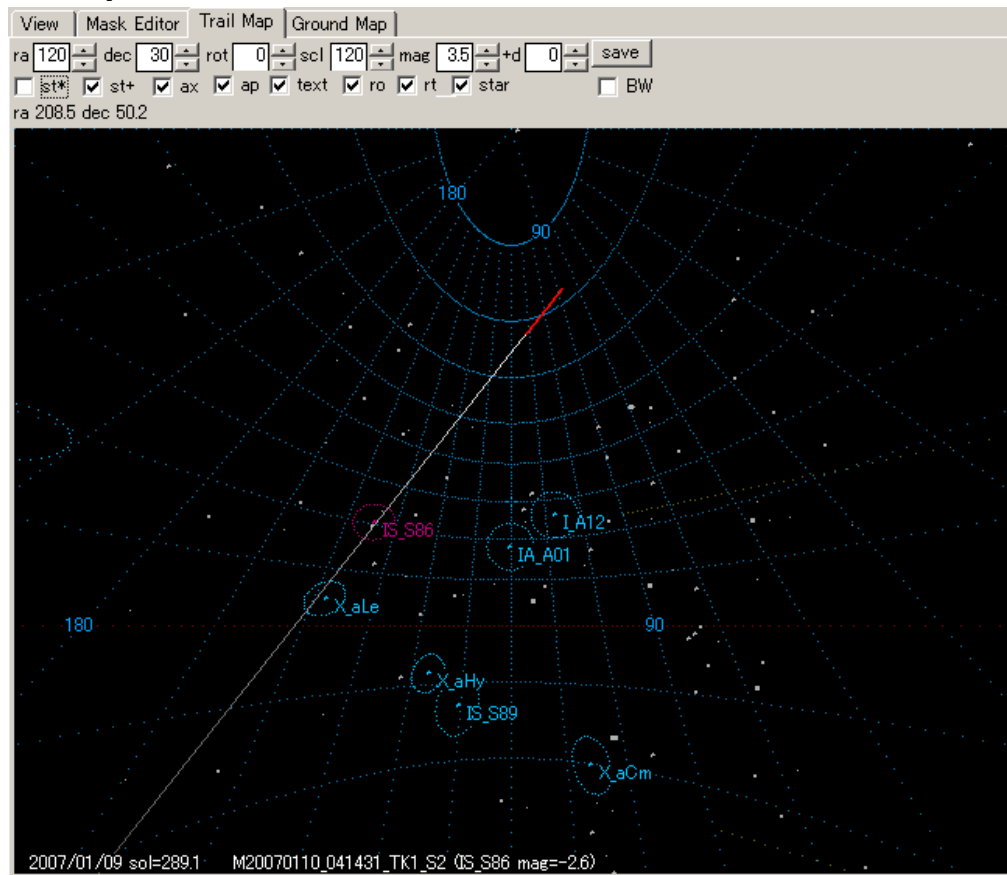 View Mask Editor Trail Map Ground Map
ra 120 dec 30 rot 0 scl 120 mag 3.5 +d 0 save
st* st+ ax ap text ro rt star BW
ra 208.5 dec 50.2
180
90
I_A12
IS_S86
IA_A01
X_aLe
180
90
X_aHy
IS_S89
X_aCm
2007/01/09 sol=289.1 M20070110_041431_TK1_S2 (IS_S86 mag=-2.6)